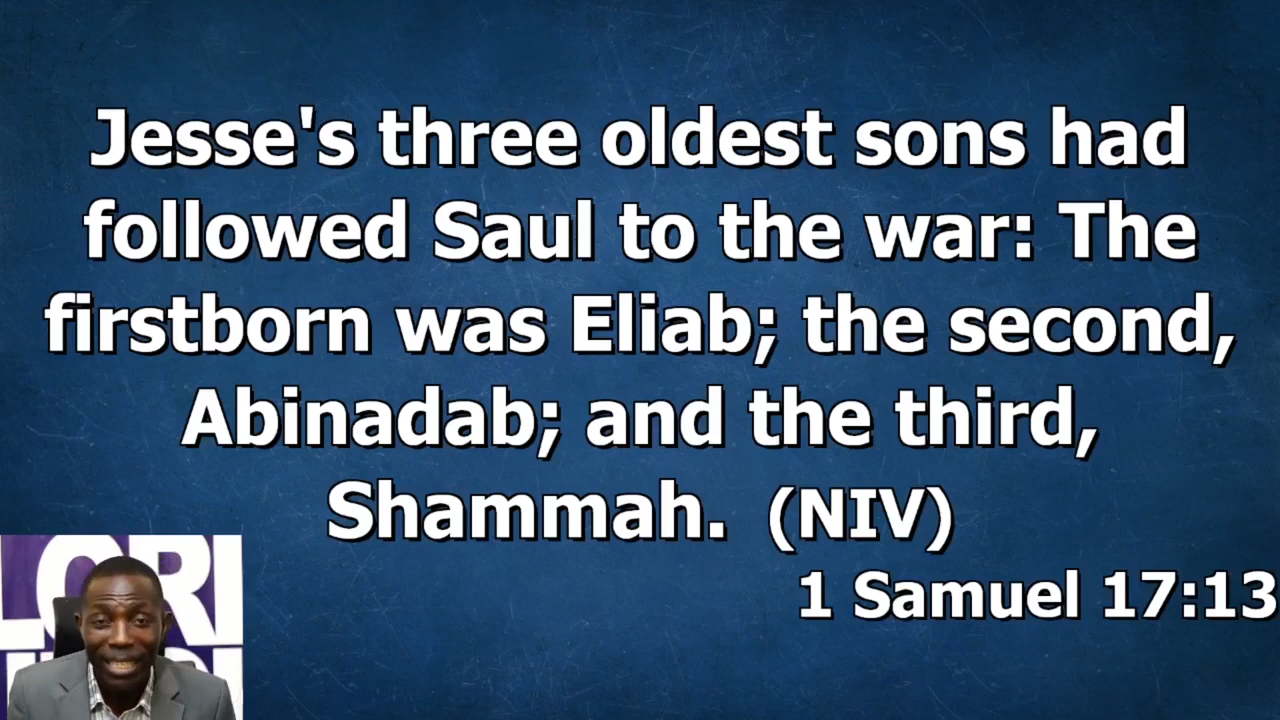 Jesse's three oldest sons had
followed Saul to the war: The
firstborn was Eliab; the second,
Abinadab; and the third,
Shammah. (NIV)
1 Samuel 17:13
LORI